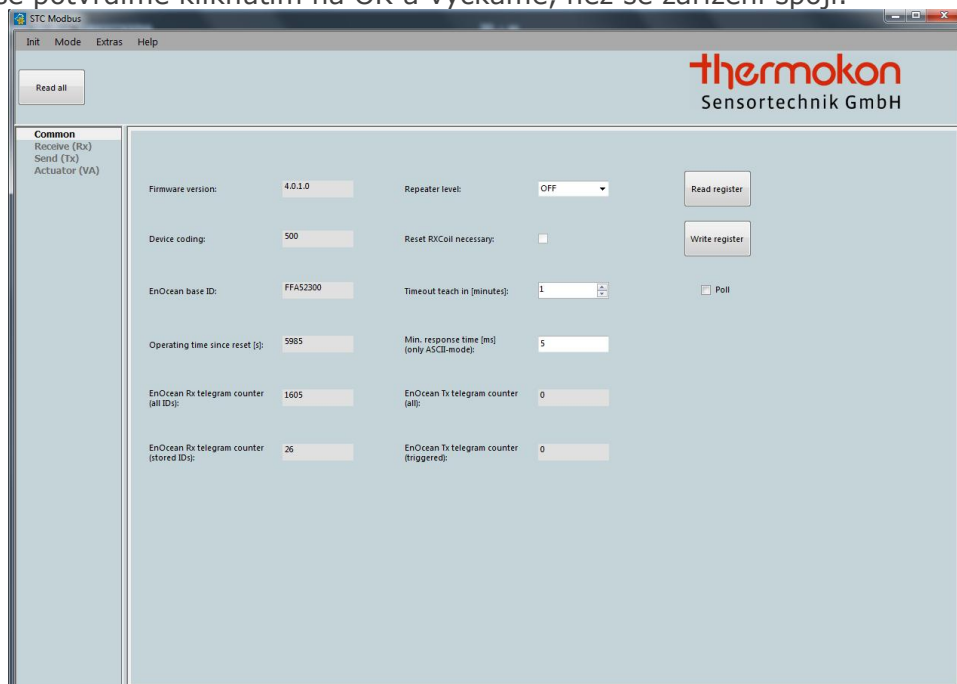 se potvrdíme kliknutím na OK a vyčkáme, než se zařízení spojí.
STC Modbus
Init Mode Extras Help
Read all
thermokon
Sensortechnik GmbH
Common
Receive (Rx)
Send (Tx)
Actuator (VA)
Firmware version: 4.0.1.0 Repeater level: OFF Read register
Device coding: 500 Reset RXCoil necessary: Write register
EnOcean base ID: FFA52300 Timeout teach in [minutes]: 1 Poll
Operating time since reset [s]: 5985 Min. response time [ms]
(only ASCII-mode): 5
EnOcean Rx telegram counter
(all IDs): 1605 EnOcean Tx telegram counter
(all): 0
EnOcean Rx telegram counter
(stored IDs): 26 EnOcean Tx telegram counter
(triggered): 0